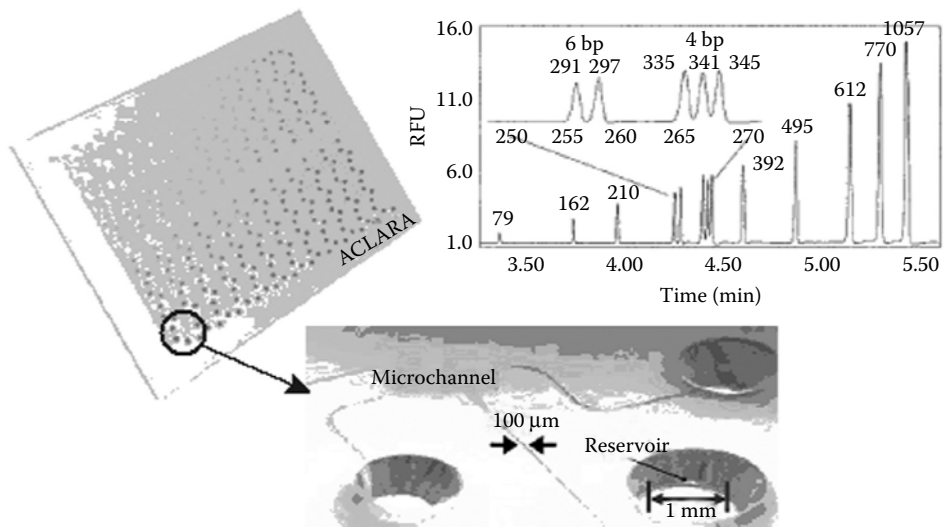 ACLARA
RFU
16.0
11.0
6.0
1.0
6 bp
4 bp
291 297 335 341 345
250 255 260 265 270
79 162 210 392 495 612 770 1057
3.50 4.00 4.50 5.00 5.50
Time (min)
Microchannel
100 μm
Reservoir
1 mm